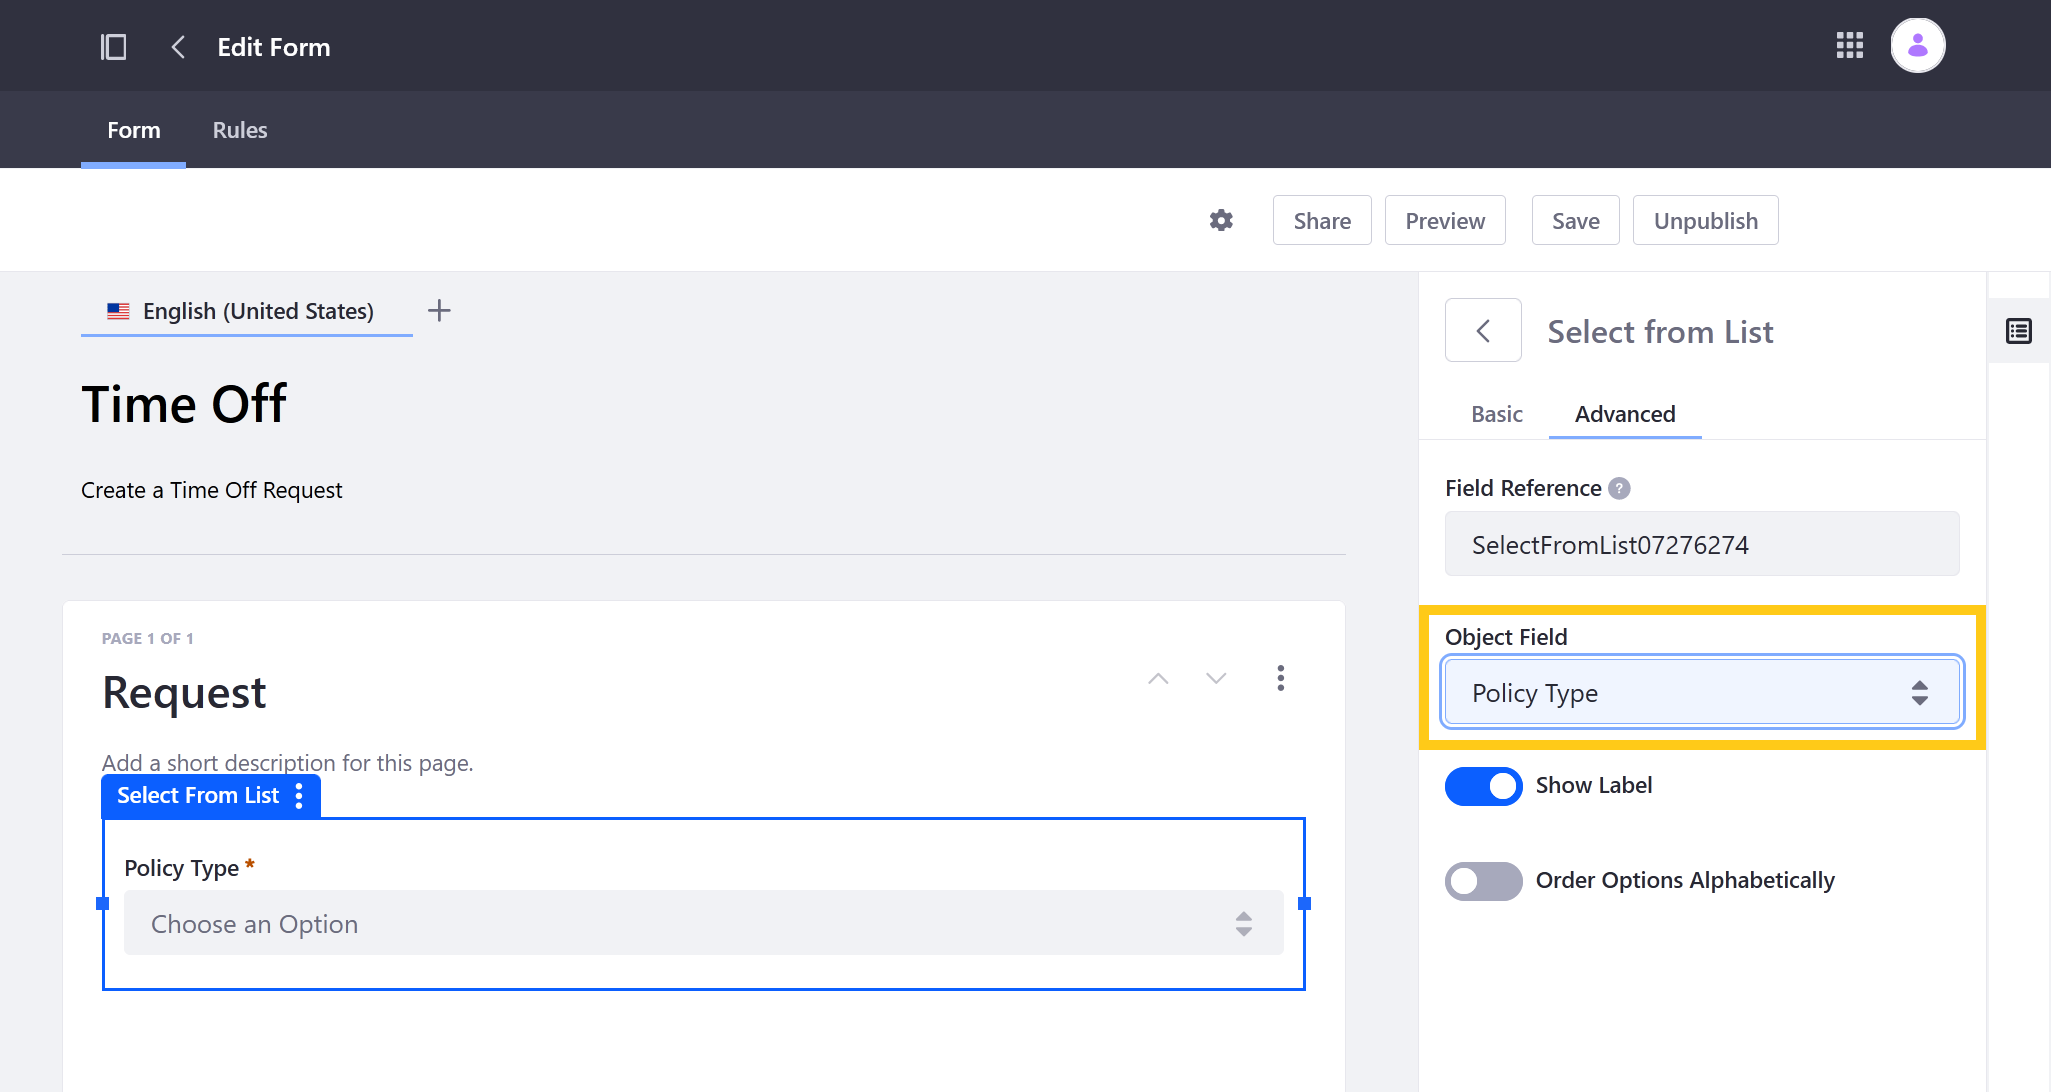 Edit Form
Form Rules
Share Preview Save Unpublish
English (United States)
Time Off
Create a Time Off Request
PAGE 1 OF 1
Request
Add a short description for this page.
Select From List
Policy Type *
Choose an Option
Select from List
Basic Advanced
Field Reference ?
SelectFromList07276274
Object Field
Policy Type
Show Label
Order Options Alphabetically